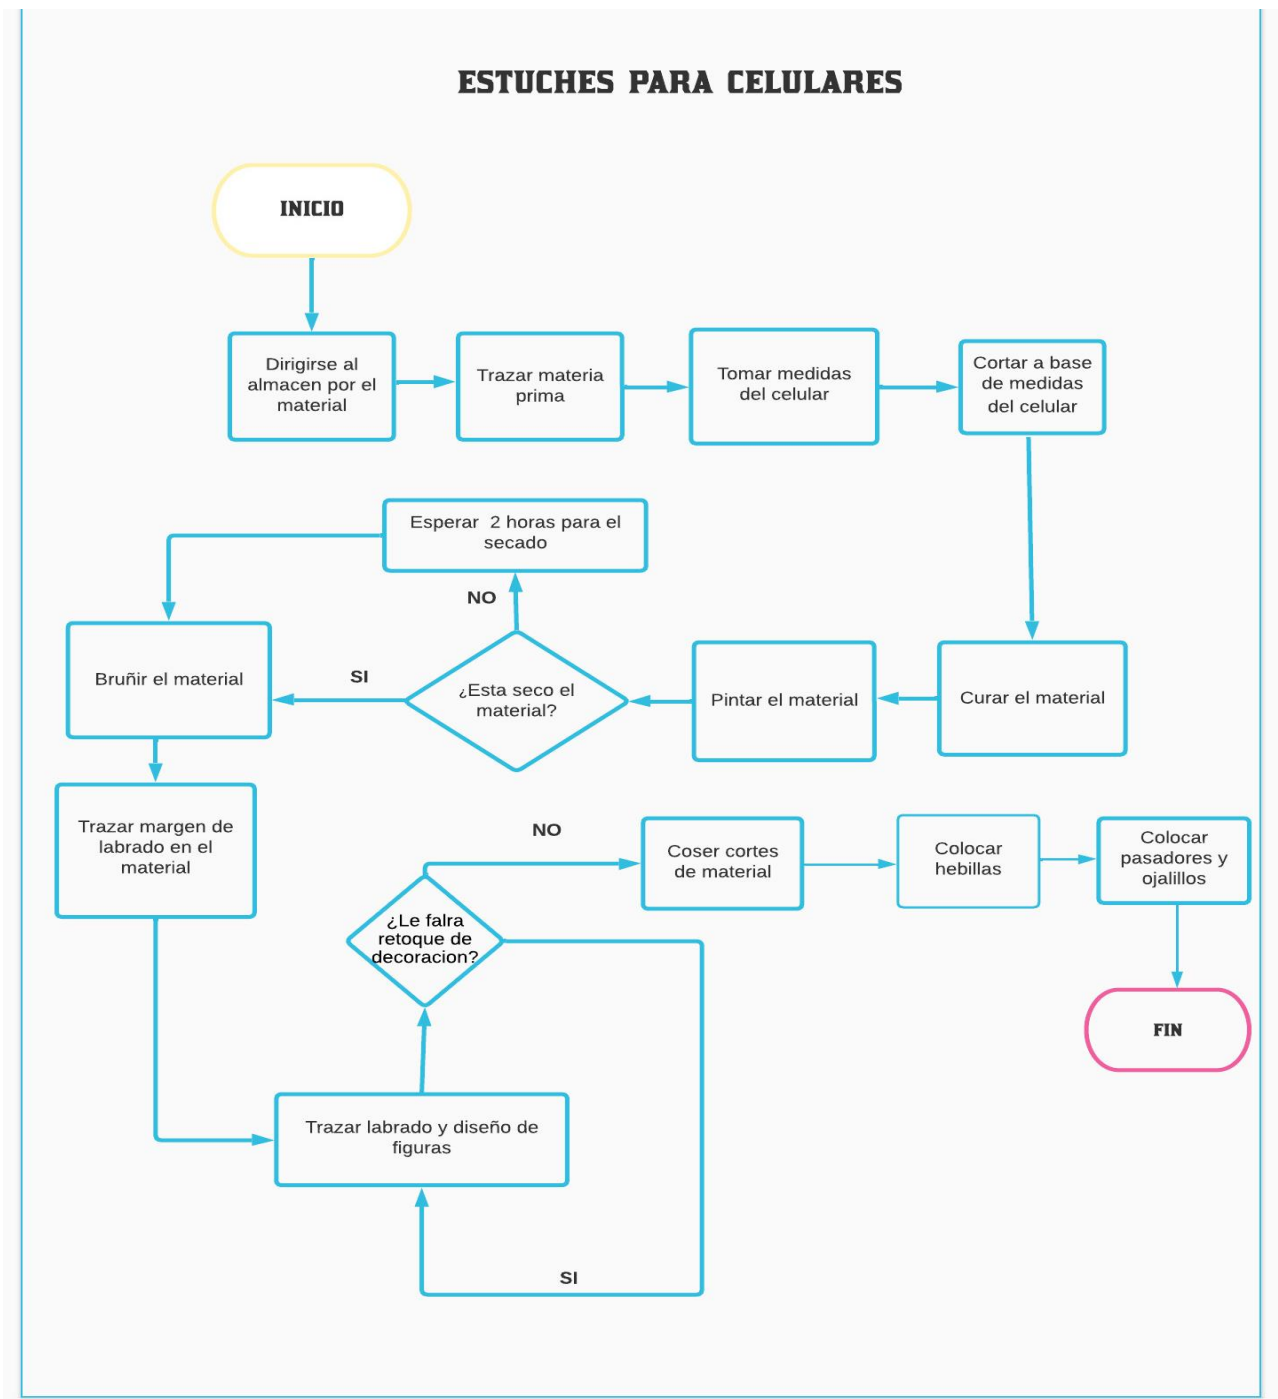 ESTUCHES PARA CELULARES
INICIO
Dirigirse al
almacen por el
material
Trazar materia
prima
Tomar medidas
del celular
Cortar a base
de medidas
del celular
Esperar 2 horas para el
secado
NO
Bruñir el material
SI
¿Esta seco el
material?
Pintar el material
Curar el material
Trazar margen de
labrado en el
material
NO
Coser cortes
de material
Colocar
hebillas
Colocar
pasadores y
ojalillos
¿Le falra
retoque de
decoracion?
FIN
Trazar labrado y diseño de
figuras
SI